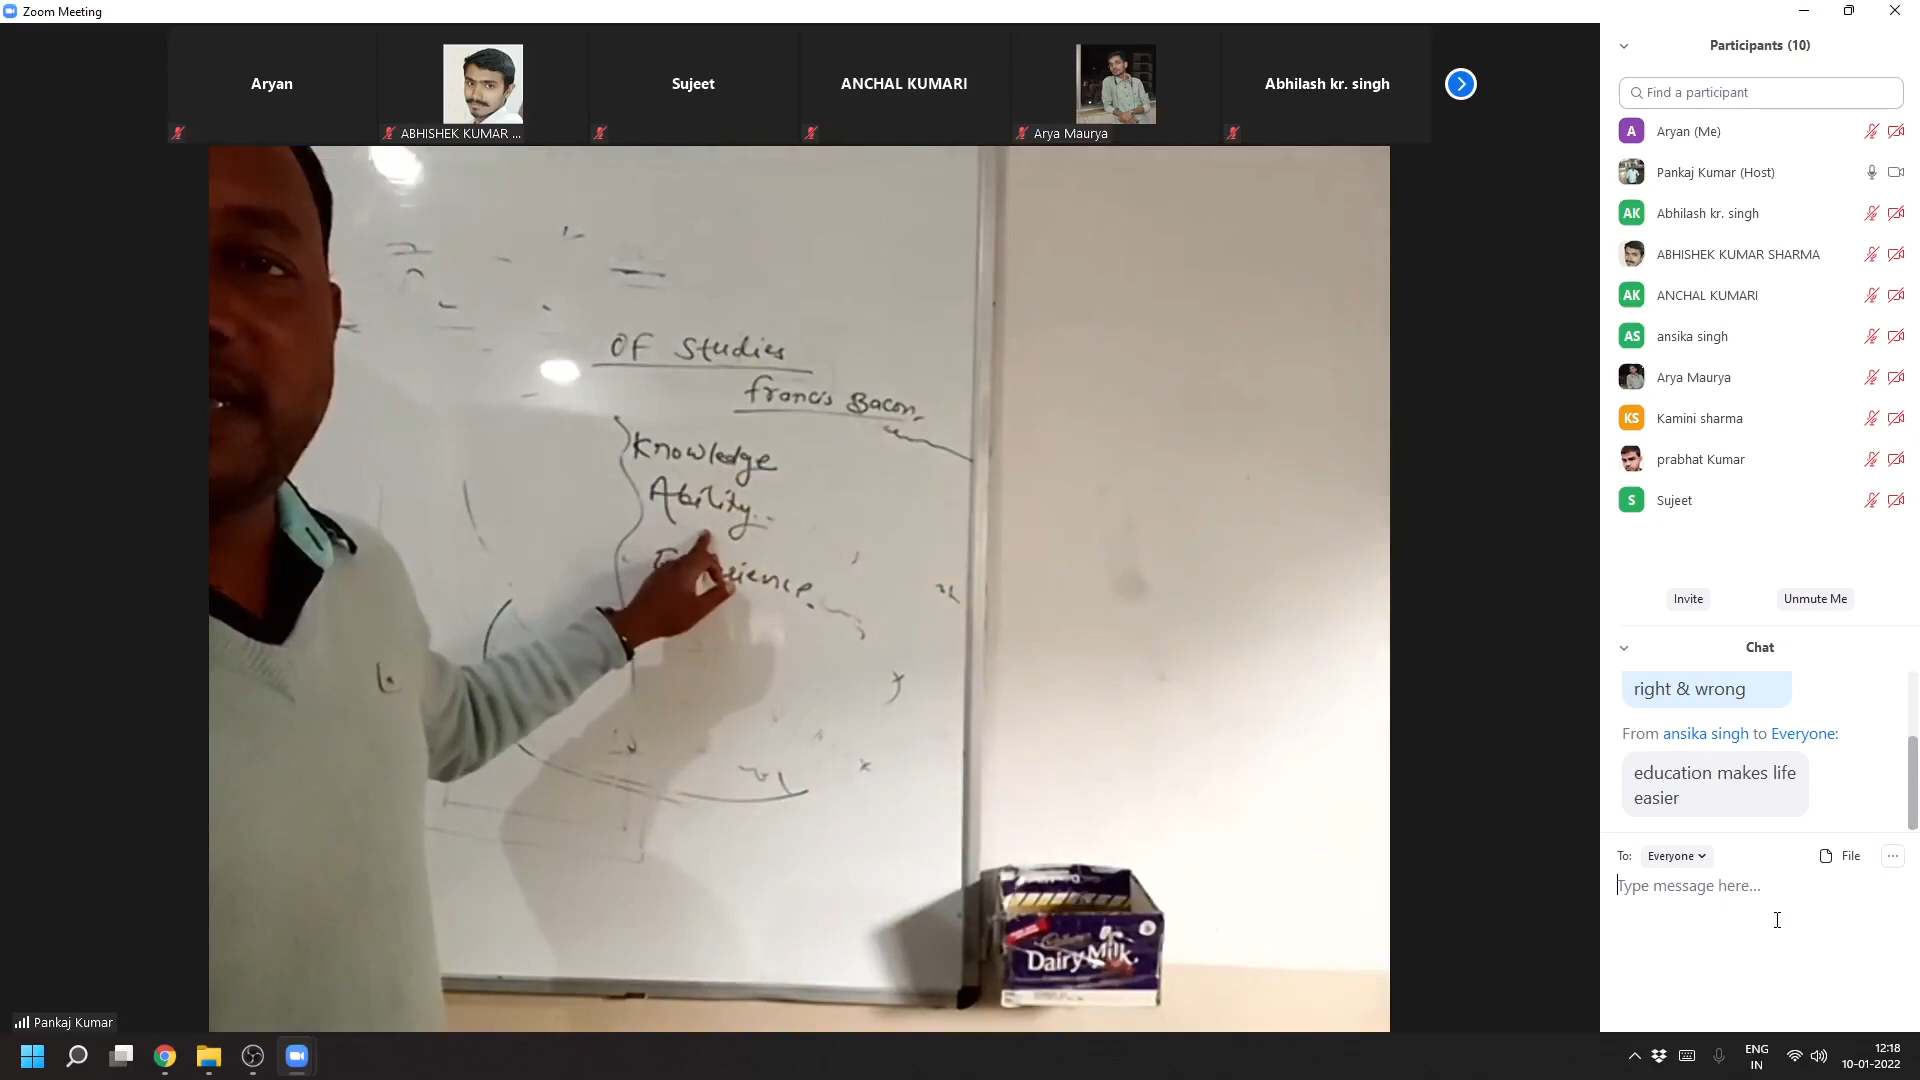 Zoom Meeting
Aryan
ABHISHEK KUMAR ...
Sujeet
ANCHAL KUMARI
Arya Maurya
Abhilash kr. singh
OF Studies
francis Bacon,
Knowledge
Ability
Dairy Milk
Pankaj Kumar
Participants (10)
Find a participant
A Aryan (Me)
Pankaj Kumar (Host)
AK Abhilash kr. singh
ABHISHEK KUMAR SHARMA
AK ANCHAL KUMARI
AS ansika singh
Arya Maurya
KS Kamini sharma
prabhat Kumar
S Sujeet
Invite Unmute Me
Chat
right & wrong
From ansika singh to Everyone:
education makes life
easier
To: Everyone File
Type message here...
ENG
IN
12:18
10-01-2022